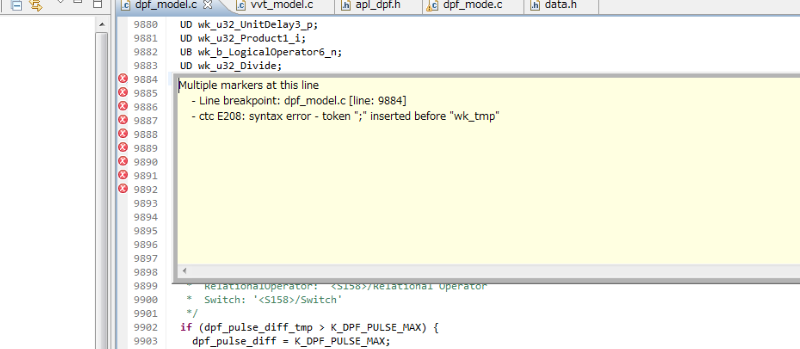 dpf_model.c
vvt_model.c
apl_dpf.h
dpf_mode.c
data.h
9880 UD wk_u32_UnitDelay3_p;
9881 UD wk_u32_Product1_i;
9882 UB wk_b_LogicalOperator6_n;
9883 UD wk_u32_Divide;
9884
9885
9886
9887
9888
9889
9890
9891
9892
9893
9894
9895
9896
9897
9898
Multiple markers at this line
- Line breakpoint: dpf_model.c [line: 9884]
- ctc E208: syntax error - token ";" inserted before "wk_tmp"
9899 * RelationalOperator: '<S158>/Relational Operator'
9900 * Switch: '<S158>/Switch'
9901 */
9902 if (dpf_pulse_diff_tmp > K_DPF_PULSE_MAX) {
9903 dpf_pulse_diff = K_DPF_PULSE_MAX;